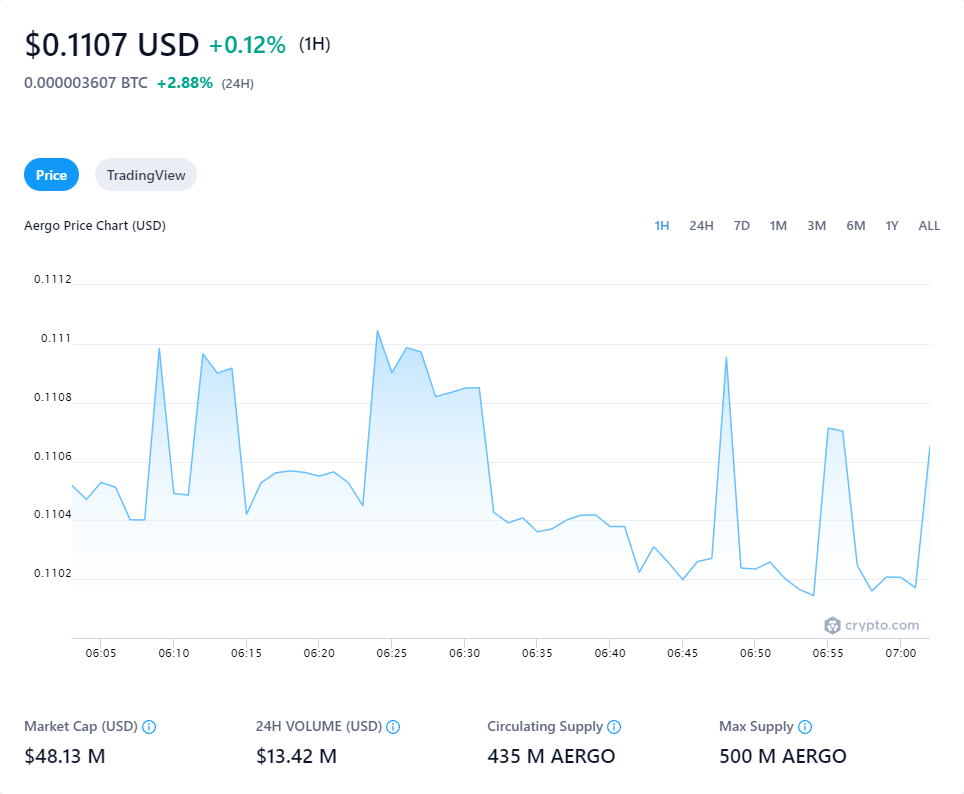 $0.1107 USD +0.12% (1H)
0.000003607 BTC +2.88% (24H)
Price TradingView
Aergo Price Chart (USD) 1H 24H 7D 1M 3M 6M 1Y ALL
0.1112
0.111
0.1108
0.1106
0.1104
0.1102
crypto.com
06:05 06:10 06:15 06:20 06:25 06:30 06:35 06:40 06:45 06:50 06:55 07:00
Market Cap (USD) 24H VOLUME (USD) Circulating Supply Max Supply
$48.13 M $13.42 M 435 M AERGO 500 M AERGO